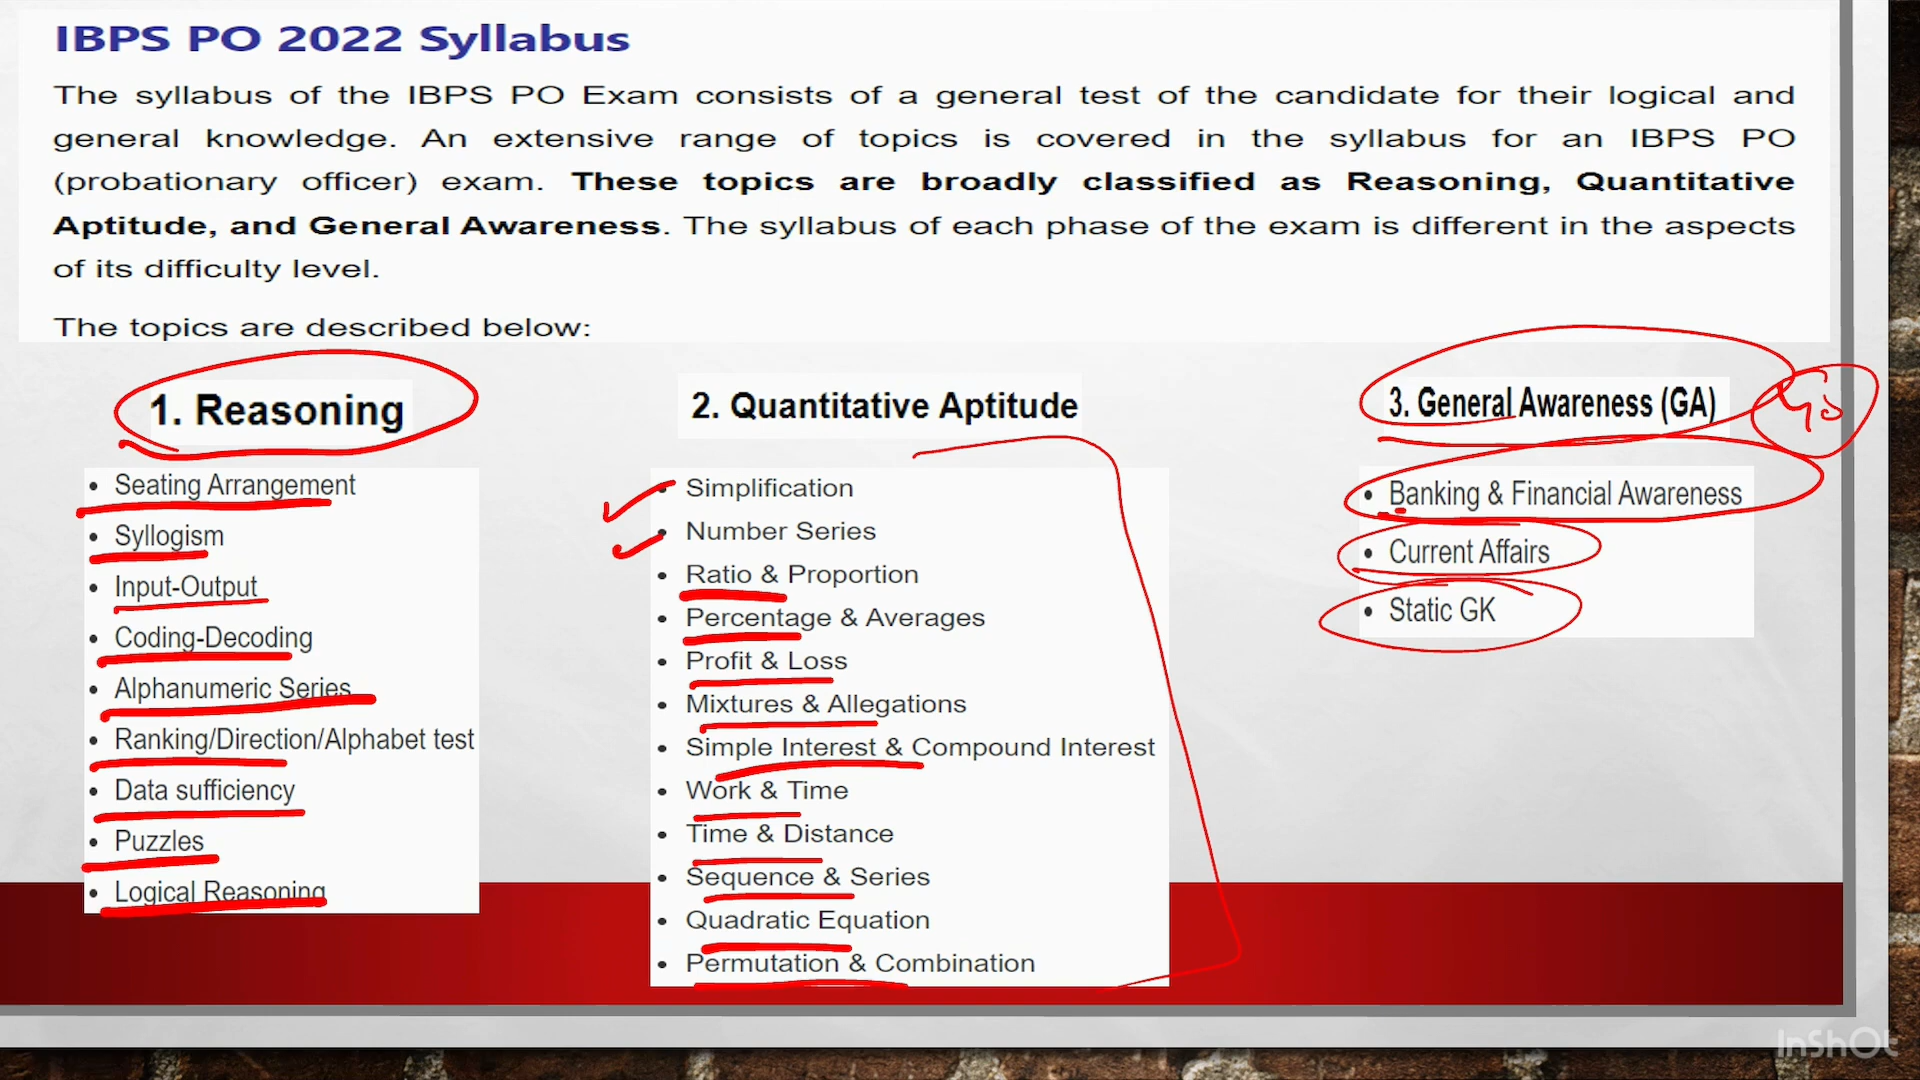 IBPS PO 2022 Syllabus
The syllabus of the IBPS PO Exam consists of a general test of the candidate for their logical and
general knowledge. An extensive range of topics is covered in the syllabus for an IBPS PO
(probationary officer) exam. These topics are broadly classified as Reasoning, Quantitative
Aptitude, and General Awareness. The syllabus of each phase of the exam is different in the aspects
of its difficulty level.
The topics are described below:
1. Reasoning
• Seating Arrangement
• Syllogism
• Input-Output
• Coding-Decoding
• Alphanumeric Series
• Ranking/Direction/Alphabet test
• Data sufficiency
• Puzzles
• Logical Reasoning
2. Quantitative Aptitude
• Simplification
• Number Series
• Ratio & Proportion
• Percentage & Averages
• Profit & Loss
• Mixtures & Allegations
• Simple Interest & Compound Interest
• Work & Time
• Time & Distance
• Sequence & Series
• Quadratic Equation
• Permutation & Combination
3. General Awareness (GA)
• Banking & Financial Awareness
• Current Affairs
• Static GK
InShOt